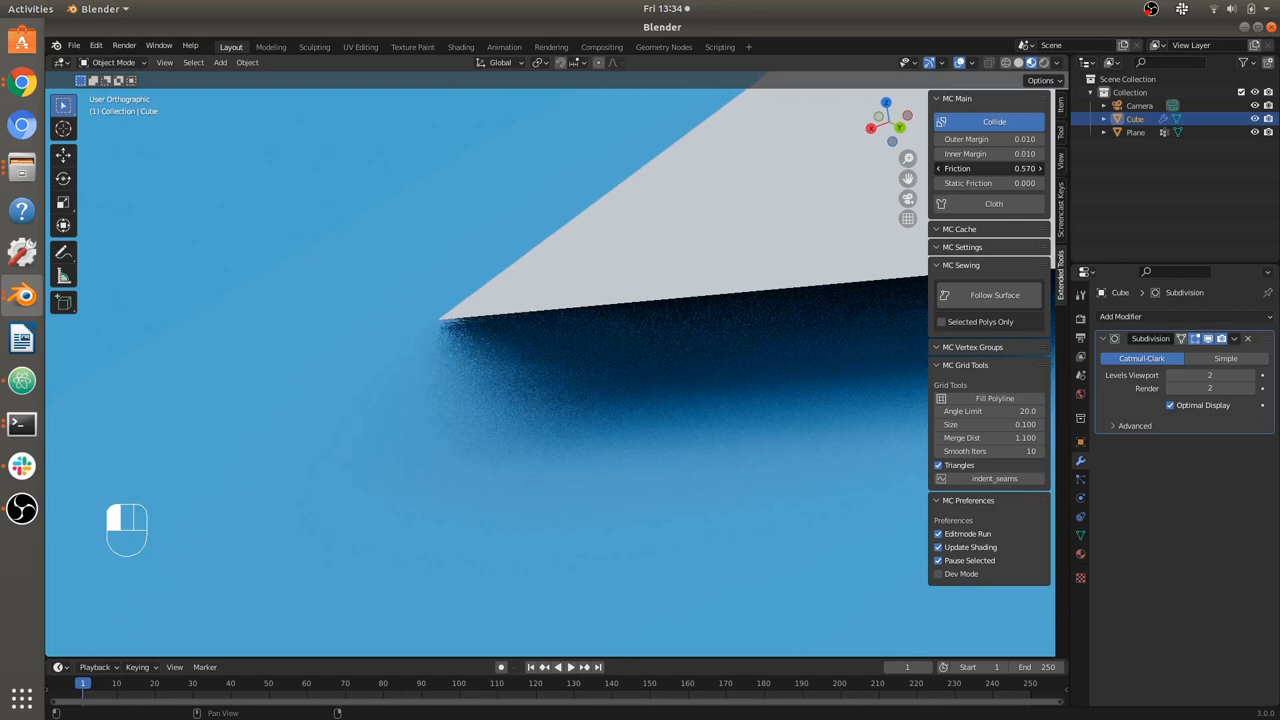 Activities
Blender
Fri 13:34
Blender
File
Edit
Render
Window
Help
Layout
Modeling
Sculpting
UV Editing
Texture Paint
Shading
Animation
Rendering
Compositing
Geometry Nodes
Scripting
+
Scene
View Layer
Object Mode
View
Select
Add
Object
Global
Options
User Orthographic
(1) Collection | Cube
X
Y
Z
MC Main
Collide
Outer Margin 0.010
Inner Margin 0.010
Friction 0.570
Static Friction 0.000
Cloth
MC Cache
MC Settings
MC Sewing
Follow Surface
Selected Polys Only
MC Vertex Groups
MC Grid Tools
Grid Tools
Fill Polyline
Angle Limit 20.0
Size 0.100
Merge Dist 1.100
Smooth Iters 10
Triangles
indent_seams
MC Preferences
Preferences
Editmode Run
Update Shading
Pause Selected
Dev Mode
Item
Tool
View
Screencast Keys
Extended Tools
Scene Collection
Collection
Camera
Cube
Plane
Cube
Subdivision
Add Modifier
Subdivision
Catmull-Clark
Simple
Levels Viewport 2
Render 2
Optimal Display
Advanced
Playback
Keying
View
Marker
1
Start 1
End 250
1 10 20 30 40 50 60 70 80 90 100 110 120 130 140 150 160 170 180 190 200 210 220 230 240 250
Pan View
3.0.0